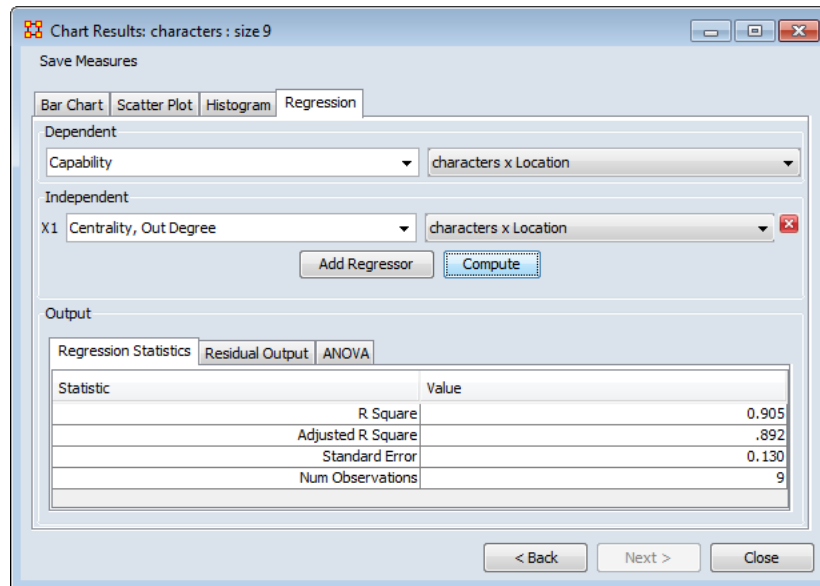 Chart Results: characters : size 9
Save Measures
Bar Chart Scatter Plot Histogram Regression
Dependent
Capability characters x Location
Independent
X1 Centrality, Out Degree characters x Location
Add Regressor Compute
Output
Regression Statistics Residual Output ANOVA
Statistic Value
R Square 0.905
Adjusted R Square .892
Standard Error 0.130
Num Observations 9
< Back Next > Close